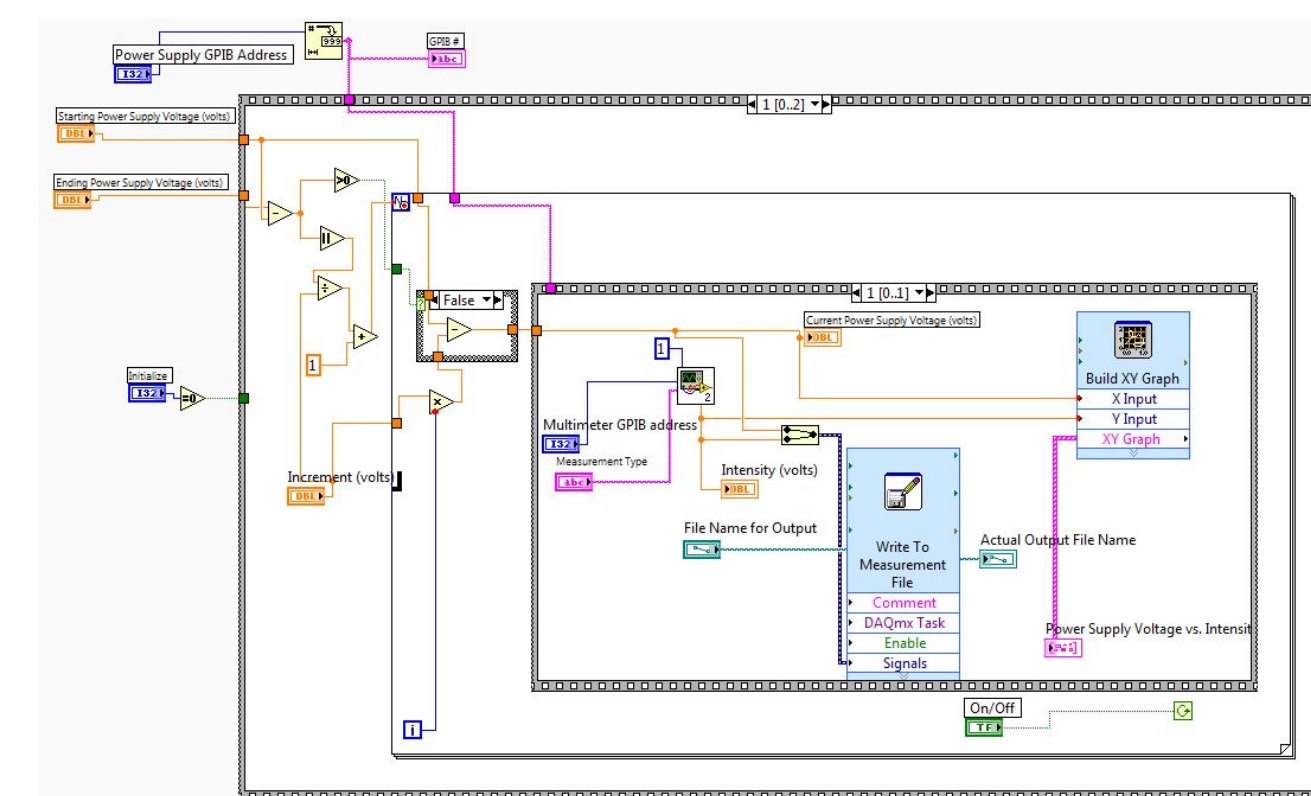 #
999
Power Supply GPIB Address
I32
GPIB #
abc
1 [0..2]
Starting Power Supply Voltage (volts)
DBL
Ending Power Supply Voltage (volts)
DBL
>0
N
-
||
÷
+
1
Initialize
I32
=0
Increment (volts)
DBL
?
False
-
×
i
1 [0..1]
Current Power Supply Voltage (volts)
DBL
1
2
Multimeter GPIB address
I32
Measurement Type
abc
Intensity (volts)
DBL
File Name for Output
Write To
Measurement
File
Comment
DAQmx Task
Enable
Signals
Actual Output File Name
Build XY Graph
X Input
Y Input
XY Graph
Power Supply Voltage vs. Intensit
On/Off
TF